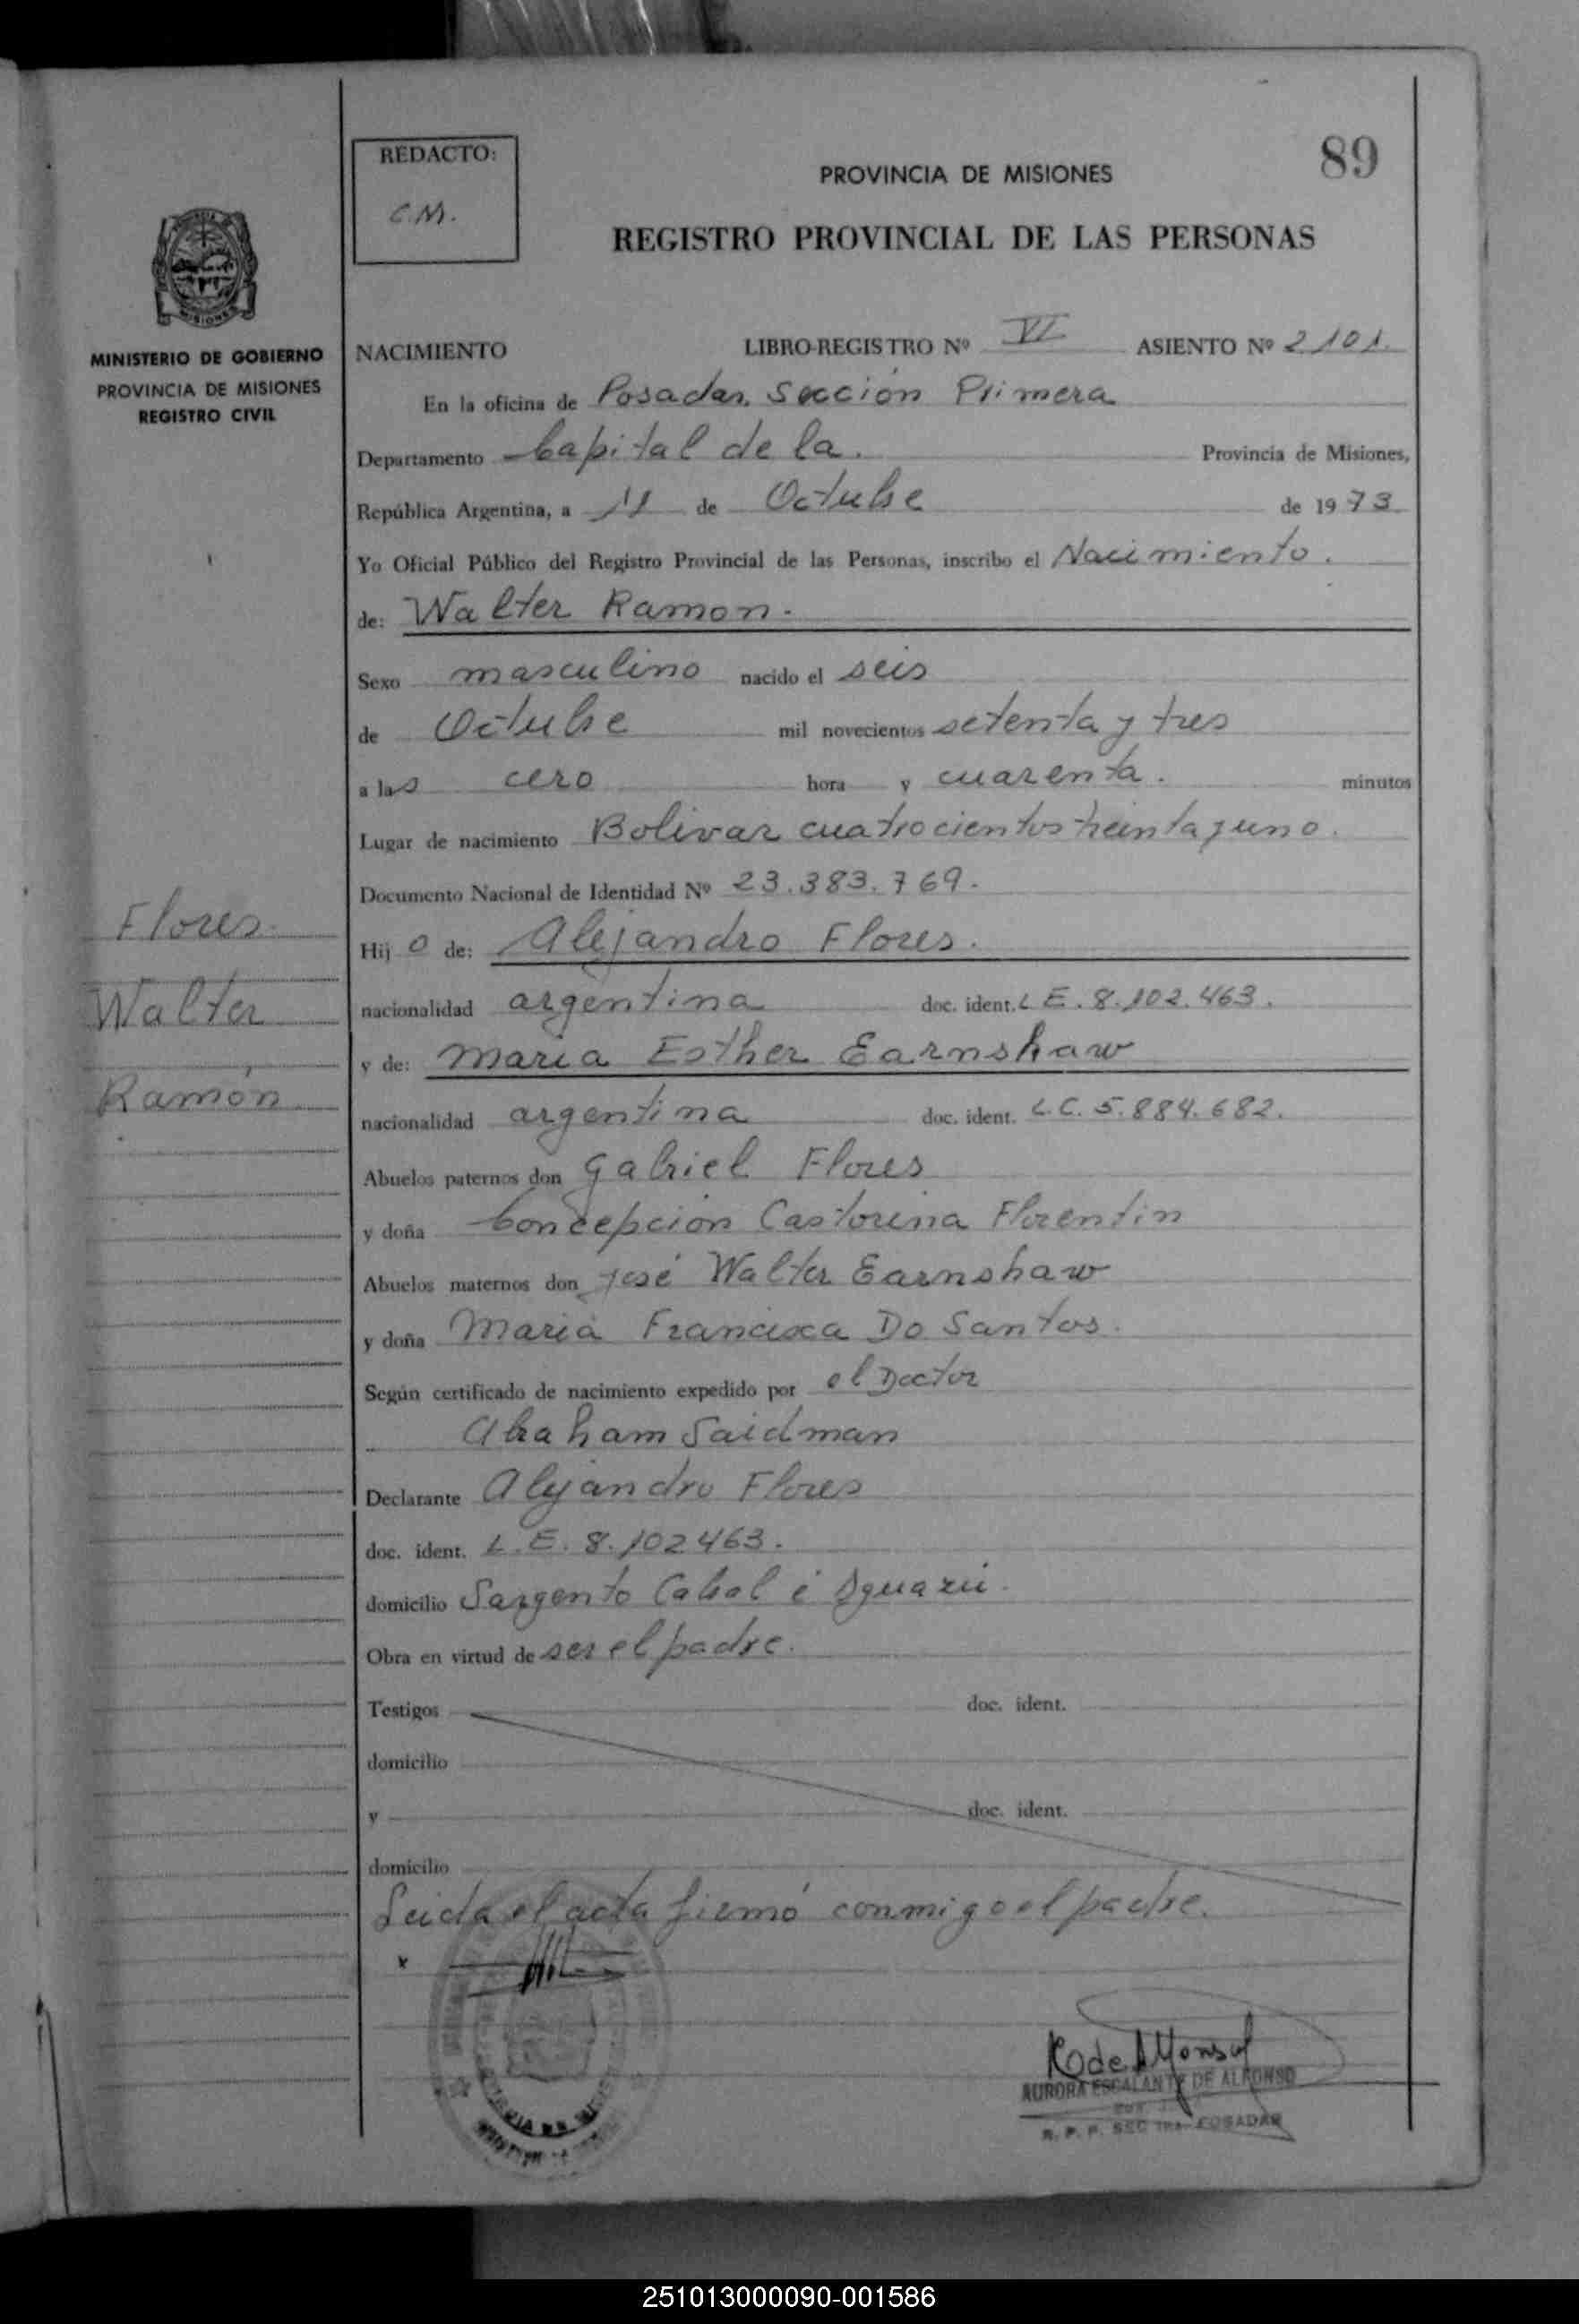 REDACTO:
C.M.
89
PROVINCIA DE MISIONES
REGISTRO PROVINCIAL DE LAS PERSONAS
MISIONES
MINISTERIO DE GOBIERNO
PROVINCIA DE MISIONES
REGISTRO CIVIL
NACIMIENTO LIBRO-REGISTRO Nº VI ASIENTO Nº 2101.
En la oficina de Posadas, Sección Primera
Departamento Capital de la. Provincia de Misiones,
República Argentina, a 11 de Octubre de 1973
Yo Oficial Público del Registro Provincial de las Personas, inscribo el Nacimiento.
de: Walter Ramon.
Sexo masculino nacido el seis
de Octubre mil novecientos setenta y tres
a las cero hora y cuarenta. minutos
Lugar de nacimiento Bolivar cuatrocientos treinta y uno.
Documento Nacional de Identidad Nº 23.383.769.
Flores.
Walter
Ramón
Hijo de: Alejandro Flores.
nacionalidad argentina doc. ident. L E. 8.102.463.
y de: Maria Esther Earnshaw
nacionalidad argentina doc. ident. L.C. 5.884.682.
Abuelos paternos don Gabriel Flores
y doña Concepción Castorina Florentin
Abuelos maternos don José Walter Earnshaw
y doña Maria Francisca Do Santos.
Según certificado de nacimiento expedido por el Doctor
Abraham Saidman
Declarante Alejandro Flores
doc. ident. L.E. 8.102463.
domicilio Sargento Cabral é Iguazú.
Obra en virtud de ser el padre.
Testigos doc. ident.
domicilio
y doc. ident.
domicilio
Leida el acta firmó conmigo el padre.
x
R de Alfonso
AURORA ESCALANTE DE ALFONSO
R. P. P. SEC 1ra. POSADAS
251013000090-001586